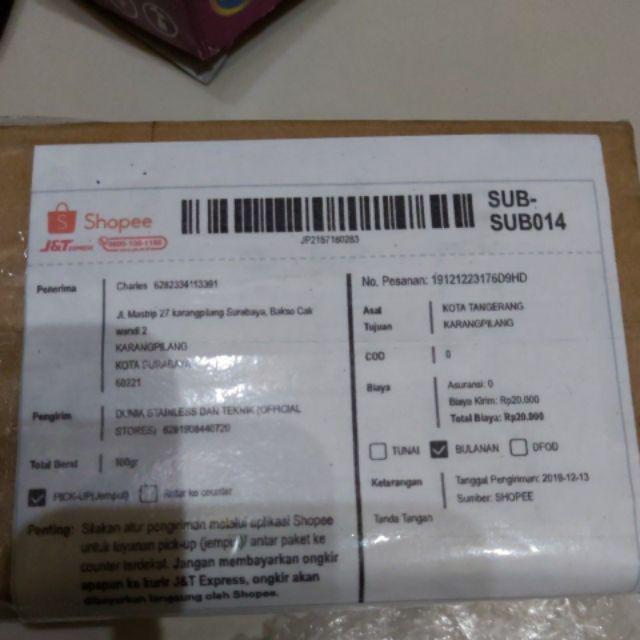 Shopee
J&T EXPRESS 0800-100-1188
JP2157160283
SUB-
SUB014
Penerima
Charles 6282334113391
Jl. Mastrip 27 karangpilang Surabaya, Bakso Cak
wandi 2
KARANGPILANG
KOTA SURABAYA
60221
Pengirim
DUNIA STAINLESS DAN TEKNIK (OFFICIAL
STORES) 6281908440720
Total Berat
PICK-UP(Jemput) Antar ke counter
Penting: Silakan atur pengiriman melalui aplikasi Shopee
untuk layanan pick-up (jemput)/ antar paket ke
counter terdekat. Jangan membayarkan ongkir
apapun ke kurir J&T Express, ongkir akan
dibayarkan langsung oleh Shopee.
No. Pesanan: 19121223176D9HD
Asal KOTA TANGERANG
Tujuan KARANGPILANG
COD 0
Biaya
Asuransi: 0
Biaya Kirim: Rp20.000
Total Biaya: Rp20.000
TUNAI BULANAN DFOD
Keterangan
Tanggal Pengiriman: 2019-12-13
Sumber: SHOPEE
Tanda Tangan